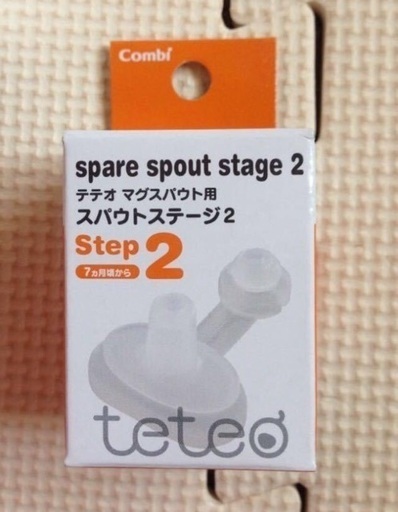 Combi
spare spout stage 2
テテオ マグスパウト用
スパウトステージ2
Step 2
7ヵ月頃から
teteo